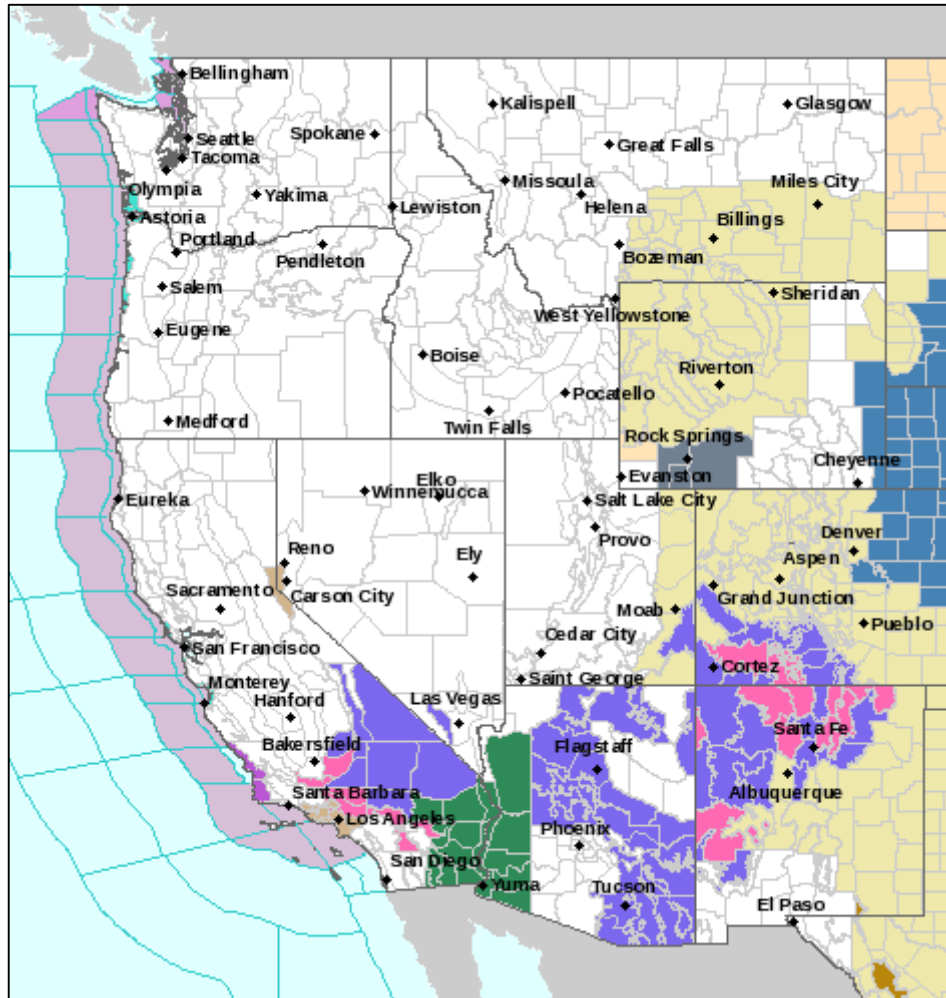 Bellingham
Kalispell
Glasgow
Seattle
Spokane
Great Falls
Tacoma
Missoula
Miles City
Olympia
Yakima
Lewiston
Helena
Astoria
Billings
Portland
Pendleton
Bozeman
Salem
Sheridan
West Yellowstone
Eugene
Boise
Riverton
Pocatello
Medford
Twin Falls
Rock Springs
Cheyenne
Elko
Evanston
Winnemucca
Eureka
Salt Lake City
Denver
Provo
Reno
Ely
Aspen
Sacramento
Carson City
Grand Junction
Moab
Pueblo
Cedar City
San Francisco
Cortez
Saint George
Monterey
Hanford
Las Vegas
Santa Fe
Bakersfield
Flagstaff
Albuquerque
Santa Barbara
Los Angeles
Phoenix
San Diego
Yuma
Tucson
El Paso